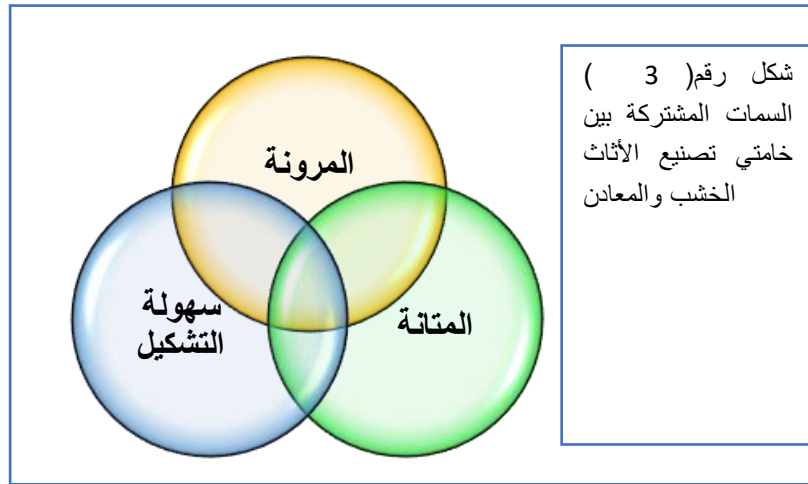 شكل رقم( 3 )
السمات المشتركة بين
خامتي تصنيع الأثاث
الخشب والمعادن
المرونة
سهولة
التشكيل
المتانة